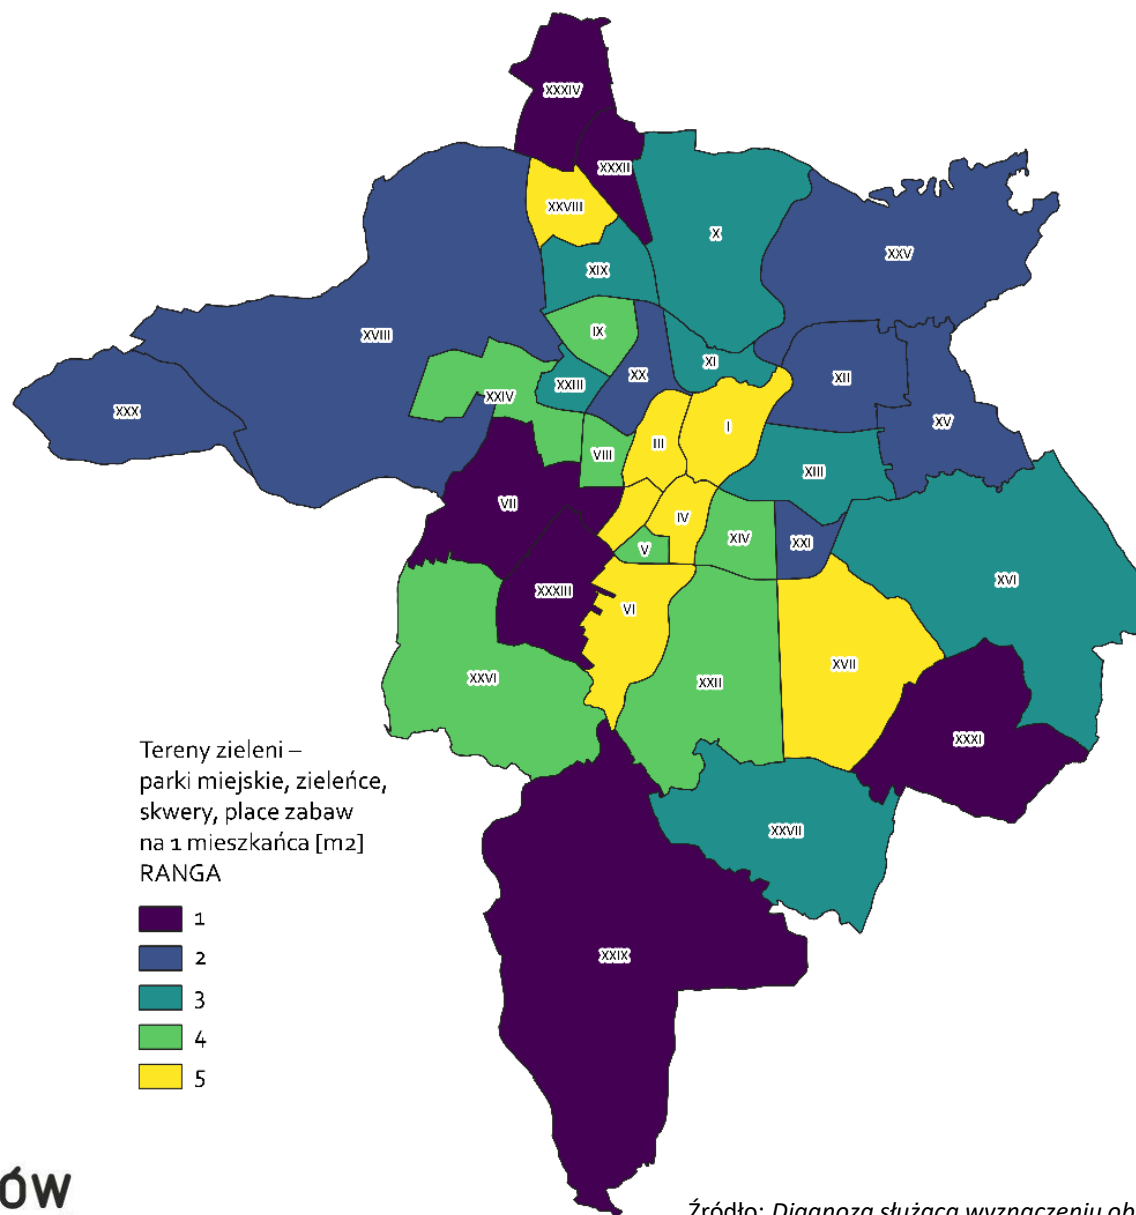 XXXIV
XXXII
XXVIII
X
XXV
XIX
IX
XVIII
XI
XX
XII
XXIII
XXIV
XXX
XV
I
III
VIII
XIII
VII
IV
XIV
XXI
V
XVI
XXXIII
VI
XVII
XXVI
XXII
XXXI
Tereny zieleni –
parki miejskie, zieleńce,
skwery, place zabaw
na 1 mieszkańca [m2]
RANGA
XXVII
1
2
XXIX
3
4
5
ÓW
Źródło: Diagnoza służąca wyznaczeniu ob